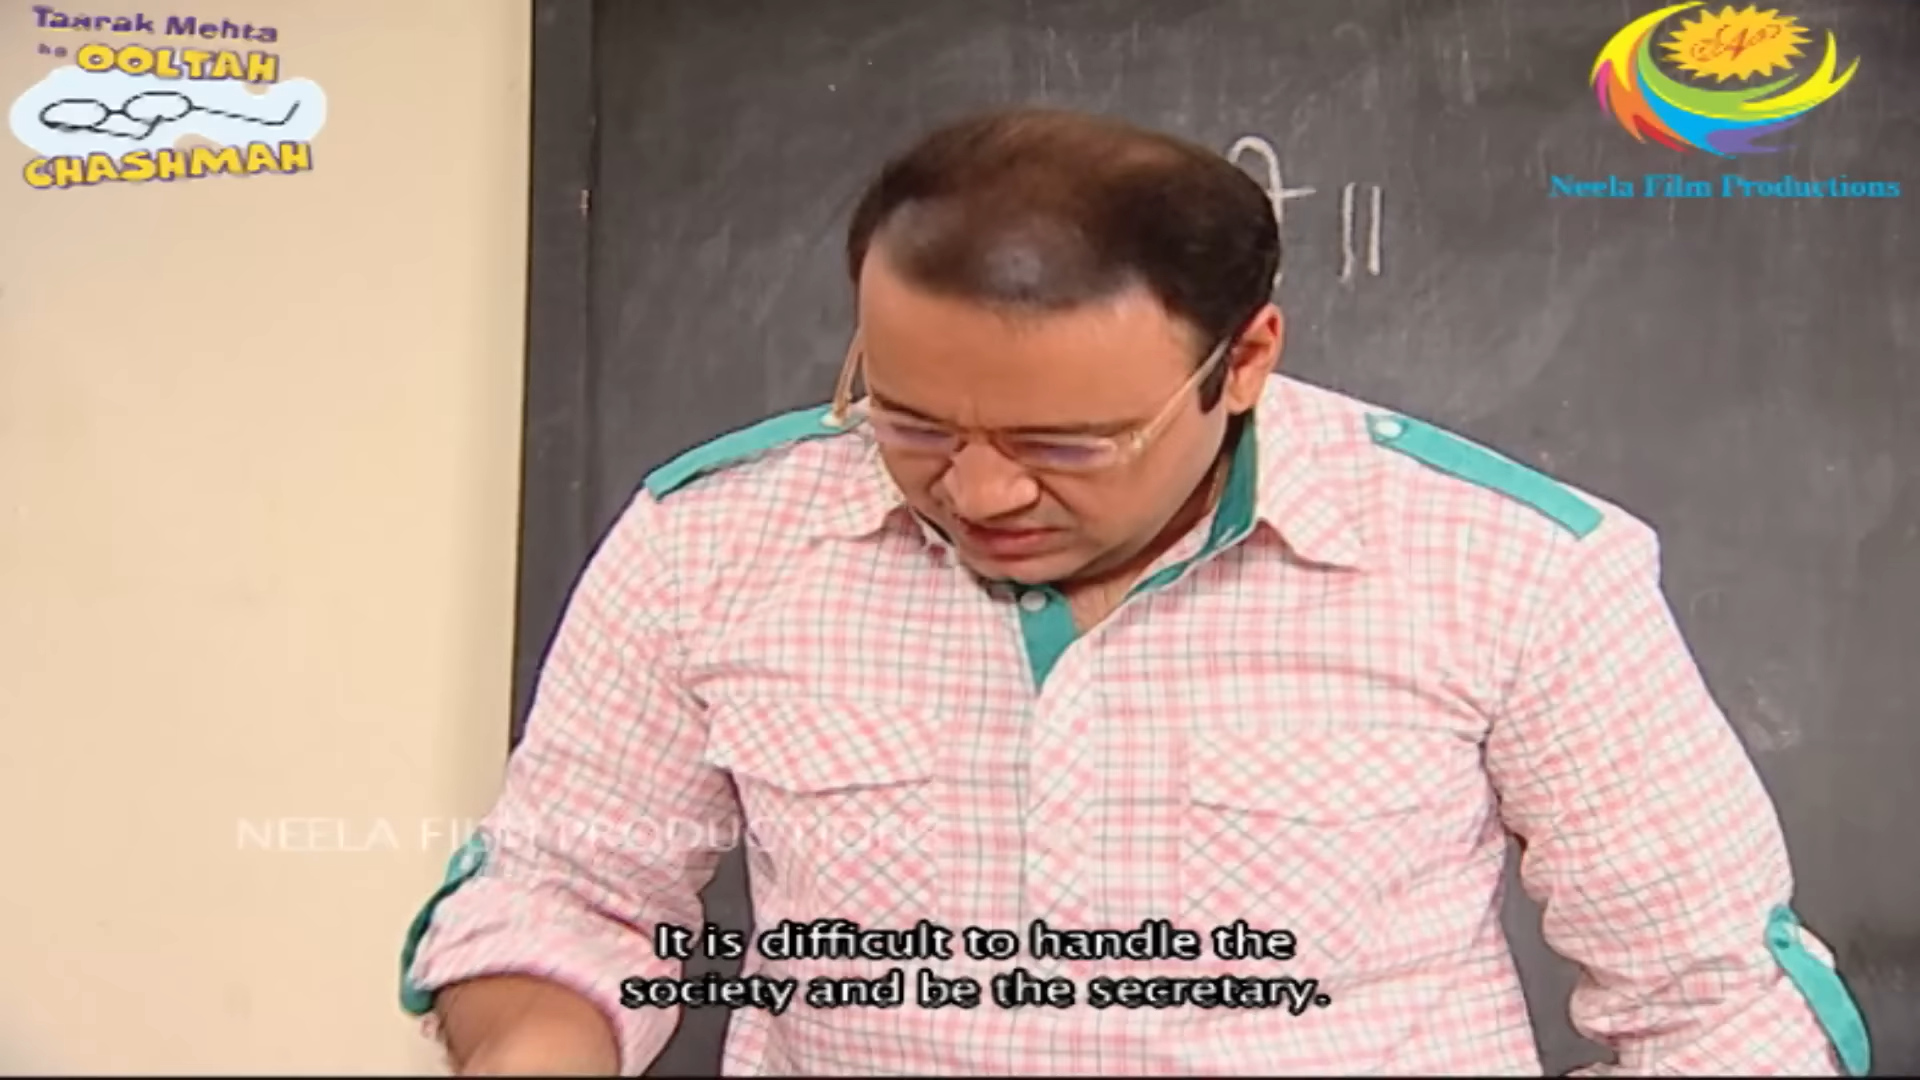 Taarak Mehta
ka OOLTAH
CHASHMAH
Neela Film Productions
NEELA FILM PRODUCTIONS
It is difficult to handle the
society and be the secretary.